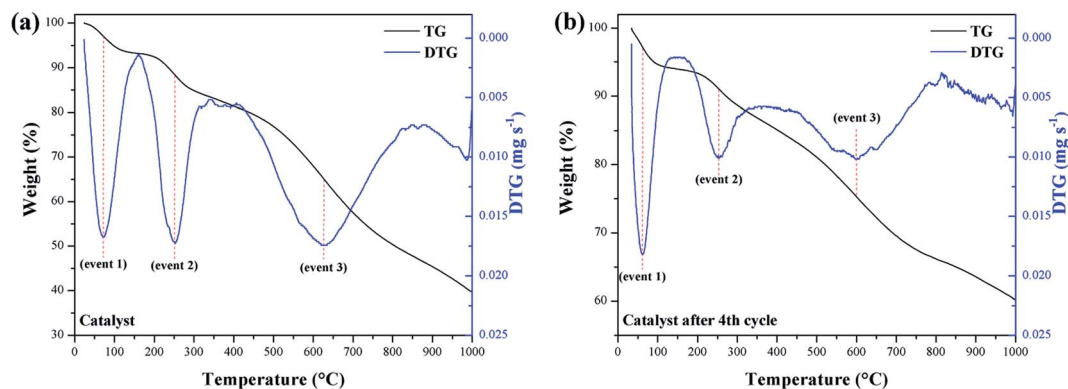 (a)
TG
DTG
100
90
80
70
60
50
40
30
Weight (%)
0.000
0.005
0.010
0.015
0.020
0.025
DTG (mg s-1)
(event 1)
(event 2)
(event 3)
Catalyst
0 100 200 300 400 500 600 700 800 900 1000
Temperature (°C)
(b)
TG
DTG
100
90
80
70
60
Weight (%)
0.000
0.005
0.010
0.015
0.020
0.025
DTG (mg s-1)
(event 3)
(event 2)
(event 1)
Catalyst after 4th cycle
0 100 200 300 400 500 600 700 800 900 1000
Temperature (°C)